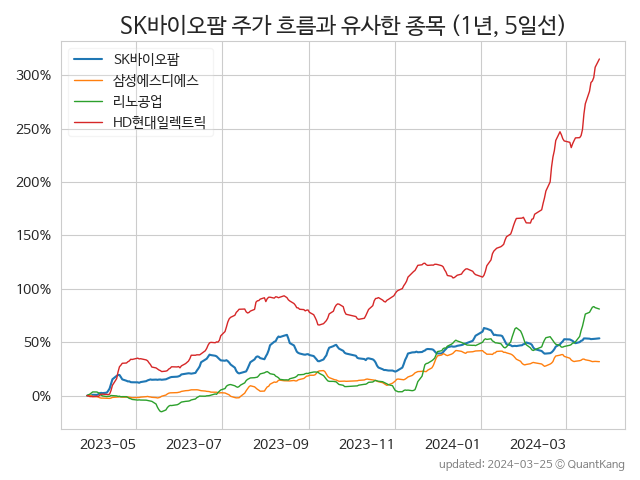 SK바이오팜 주가 흐름과 유사한 종목 (1년, 5일선)
SK바이오팜
삼성에스디에스
리노공업
HD현대일렉트릭
300%
250%
200%
150%
100%
50%
0%
2023-05 2023-07 2023-09 2023-11 2024-01 2024-03
updated: 2024-03-25 © QuantKang